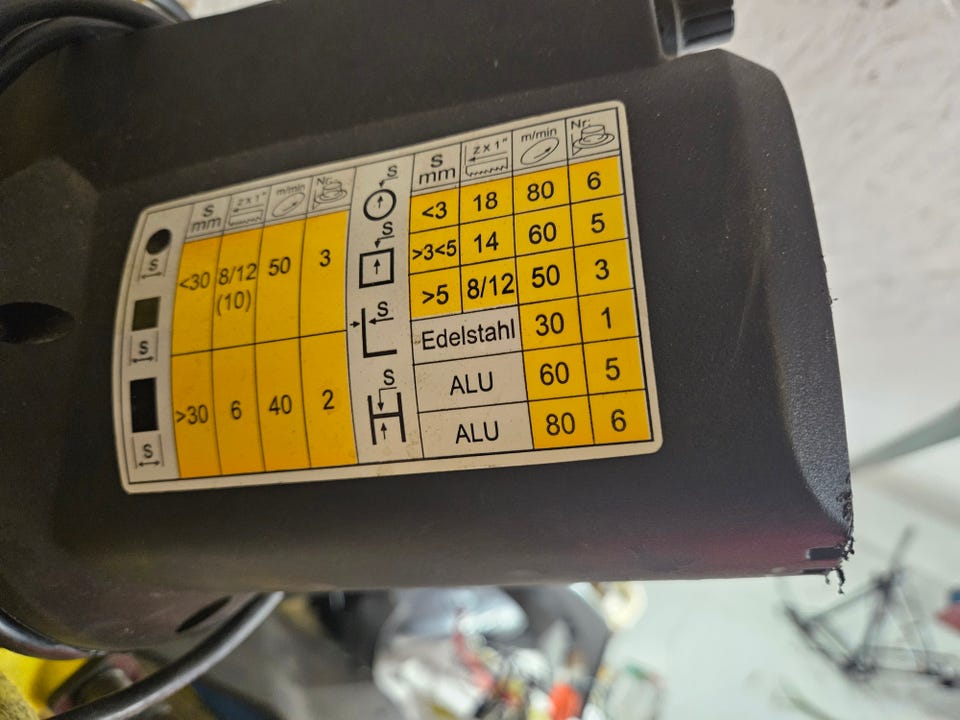 S mm z x 1" m/min Nr.
S
<30 8/12 (10) 50 3
S
>30 6 40 2
S
S
S
S
S
S mm z x 1" m/min Nr.
<3 18 80 6
>3<5 14 60 5
>5 8/12 50 3
Edelstahl 30 1
ALU 60 5
ALU 80 6